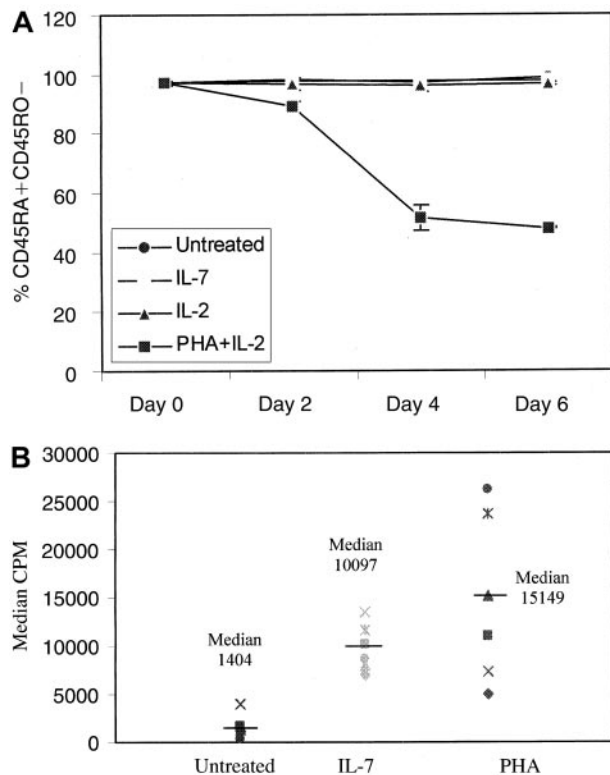 A
120
100
80
60
40
20
0
% CD45RA+CD45RO−
Untreated
IL-7
IL-2
PHA+IL-2
Day 0 Day 2 Day 4 Day 6
B
30000
25000
20000
15000
10000
5000
0
Median CPM
Median
1404
Median
10097
Median
15149
Untreated IL-7 PHA